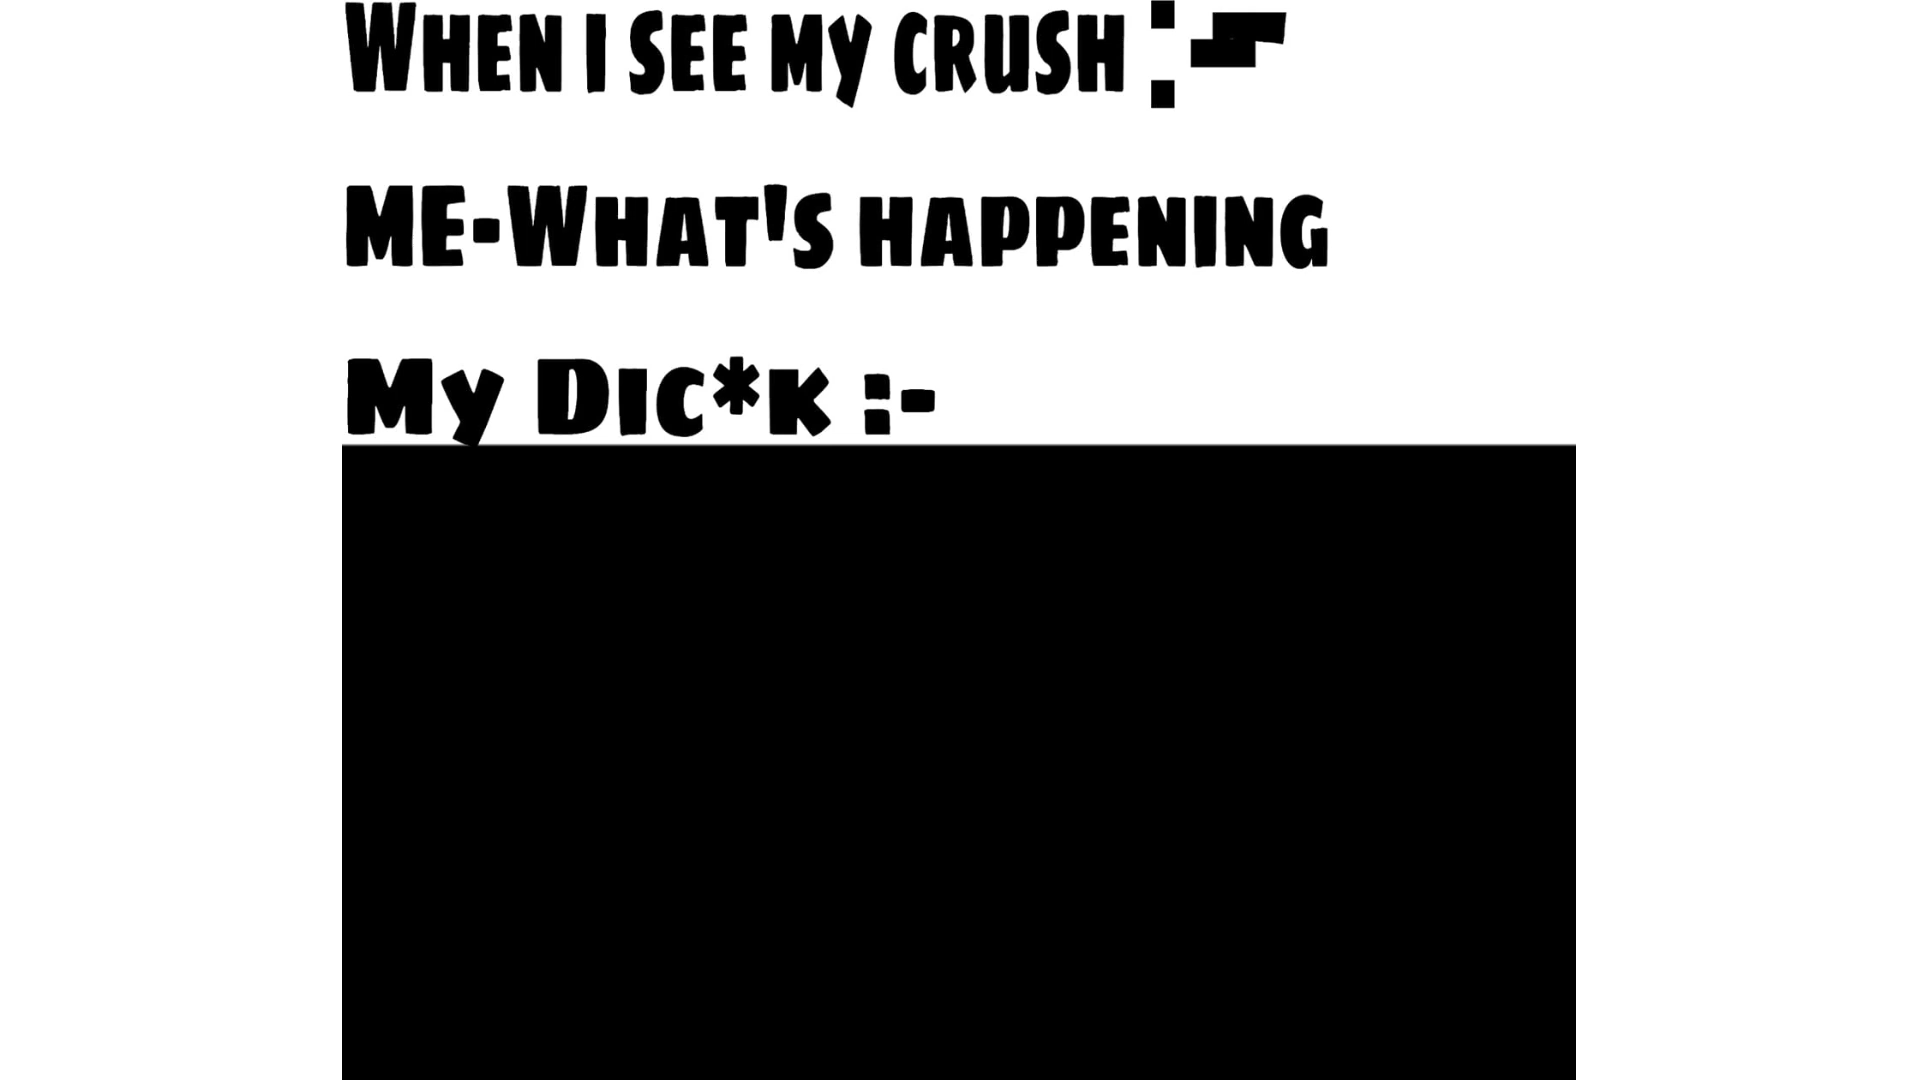 When i see my crush :-
ME-What's happening
My Dic*k :-